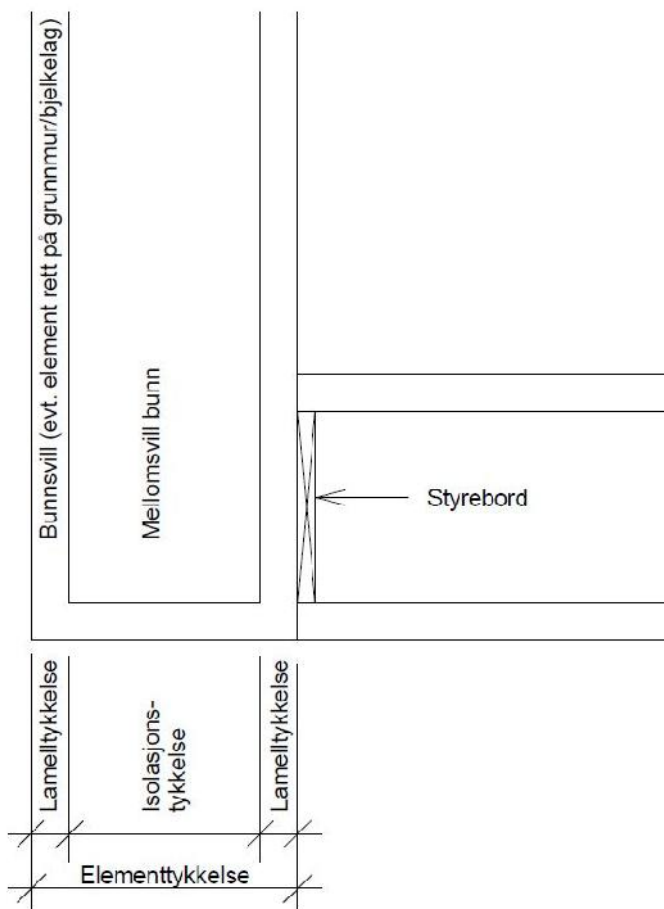 Bunnsvill (evt. element rett på grunnmur/bjelkelag)
Mellomsvill bunn
Styrebord
Lamelltykkelse
Isolasjons-
tykkelse
Lamelltykkelse
Elementtykkelse